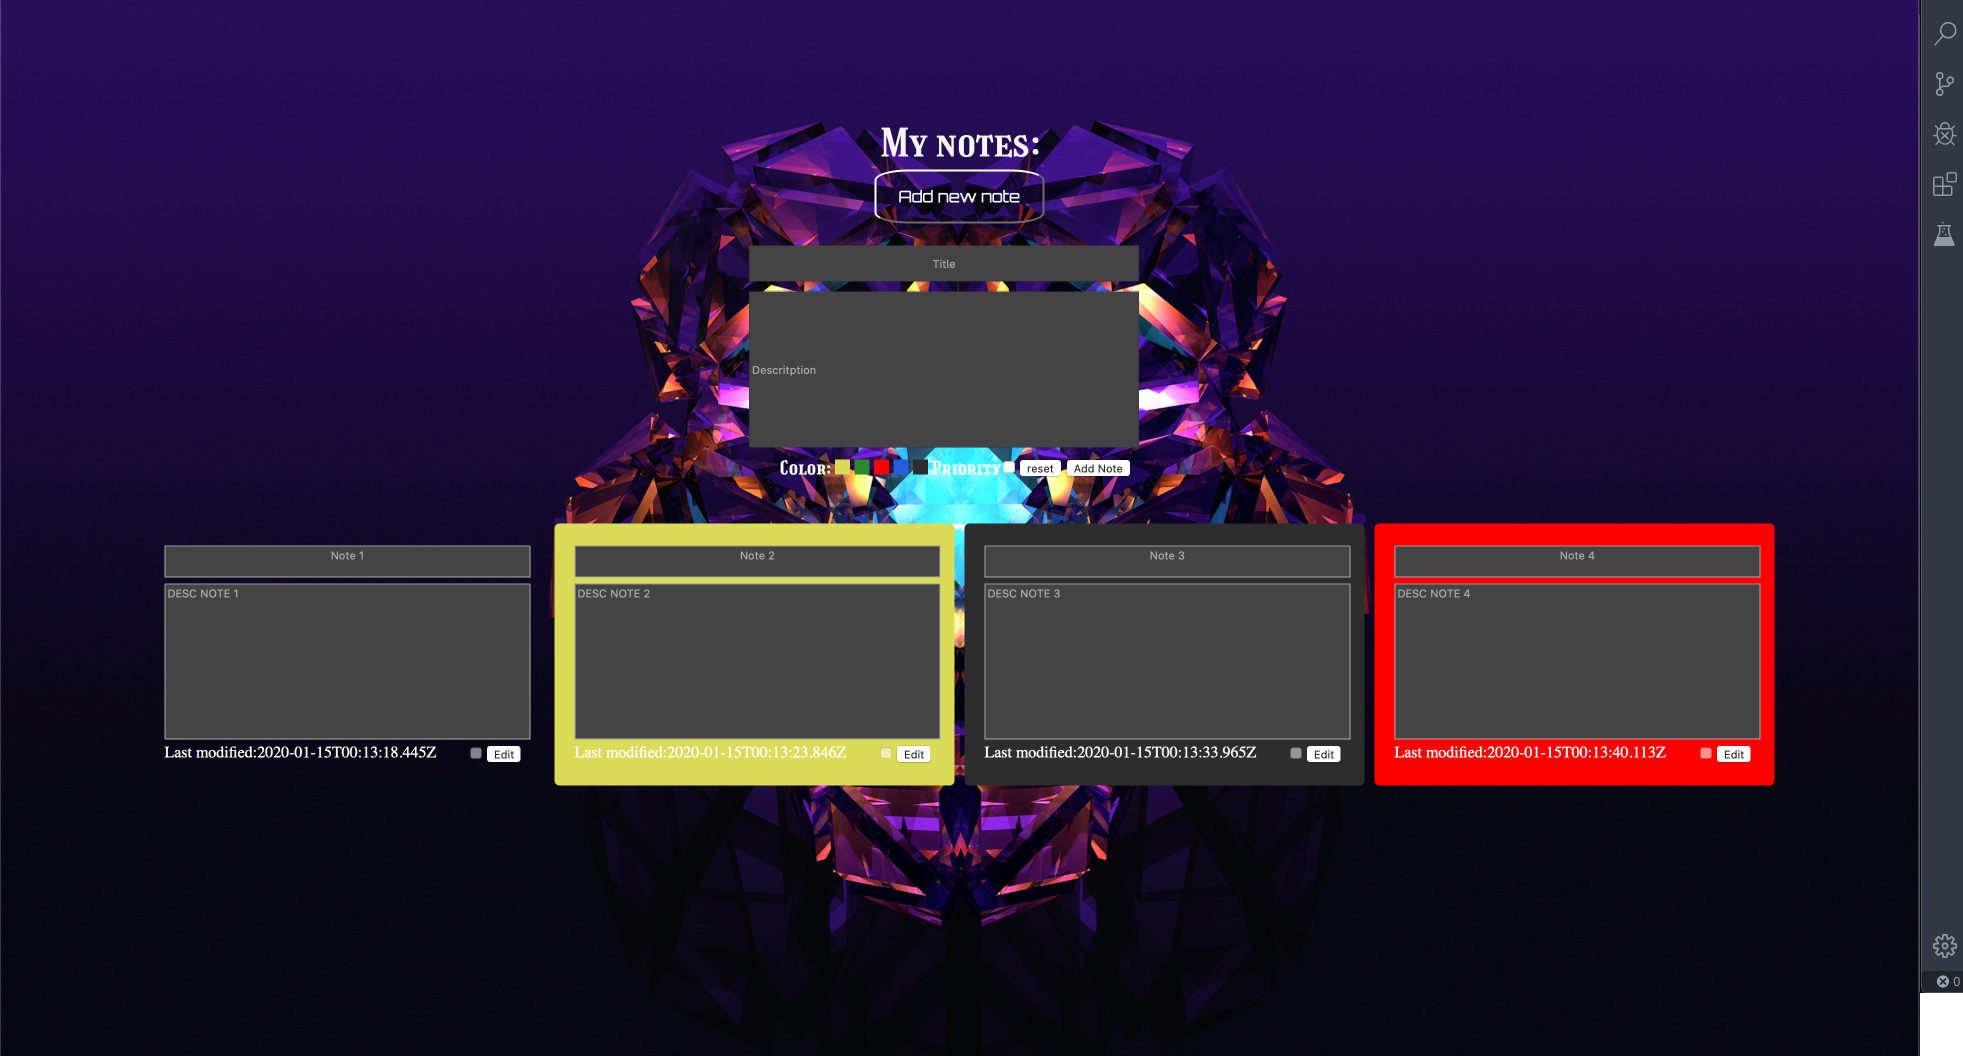 My notes:
Add new note
Title
Descritption
Color: Priority reset Add Note
Note 1
DESC NOTE 1
Last modified:2020-01-15T00:13:18.445Z Edit
Note 2
DESC NOTE 2
Last modified:2020-01-15T00:13:23.846Z Edit
Note 3
DESC NOTE 3
Last modified:2020-01-15T00:13:33.965Z Edit
Note 4
DESC NOTE 4
Last modified:2020-01-15T00:13:40.113Z Edit
0